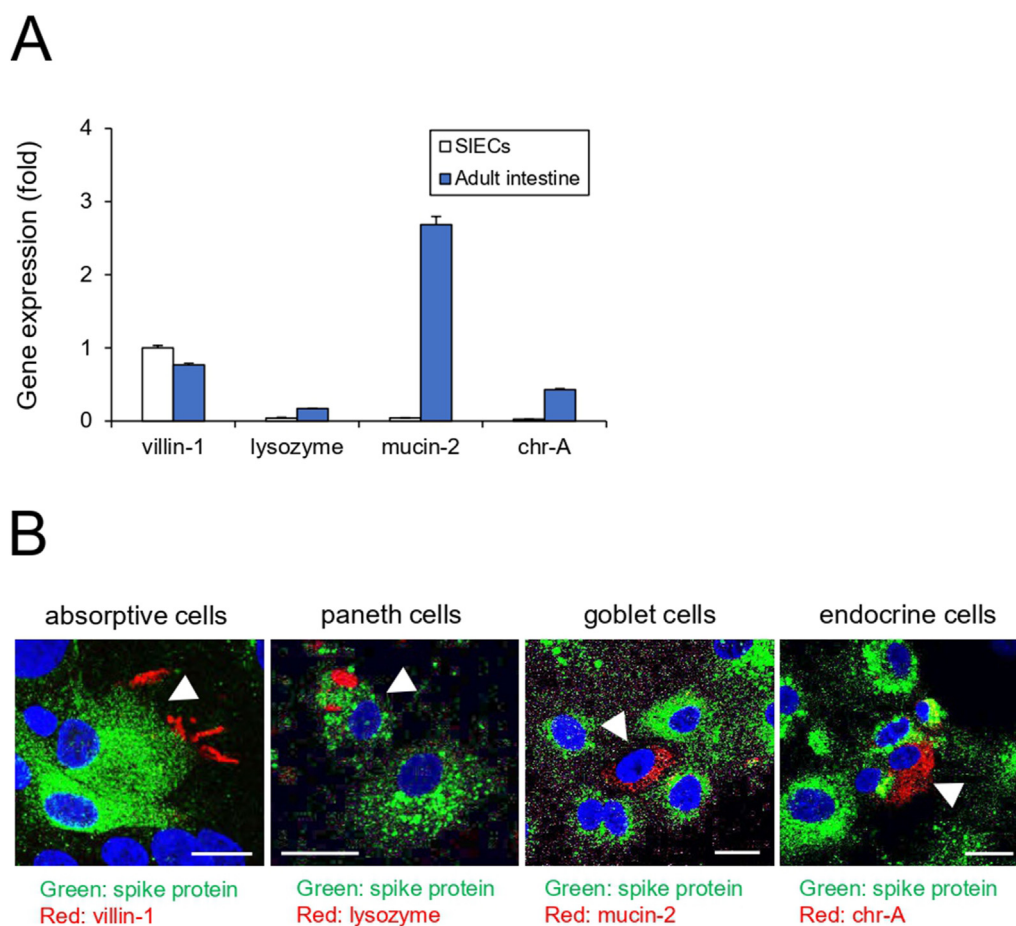 A
Gene expression (fold)
4
3
2
1
0
SIECs
Adult intestine
villin-1 lysozyme mucin-2 chr-A
B
absorptive cells paneth cells goblet cells endocrine cells
Green: spike protein Green: spike protein Green: spike protein Green: spike protein
Red: villin-1 Red: lysozyme Red: mucin-2 Red: chr-A